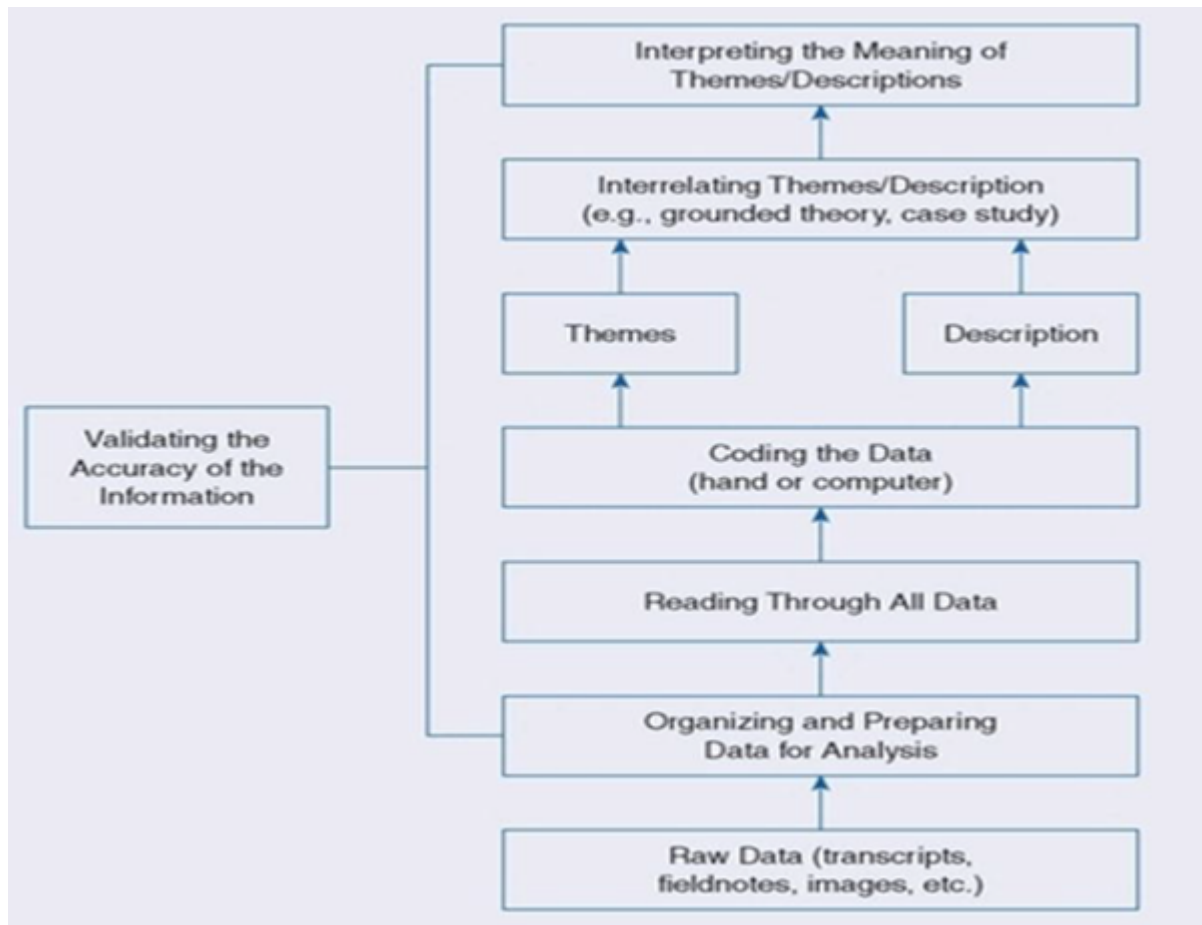 Interpreting the Meaning of
Themes/Descriptions
Interrelating Themes/Description
(e.g., grounded theory, case study)
Themes
Description
Validating the
Accuracy of the
Information
Coding the Data
(hand or computer)
Reading Through All Data
Organizing and Preparing
Data for Analysis
Raw Data (transcripts,
fieldnotes, images, etc.)